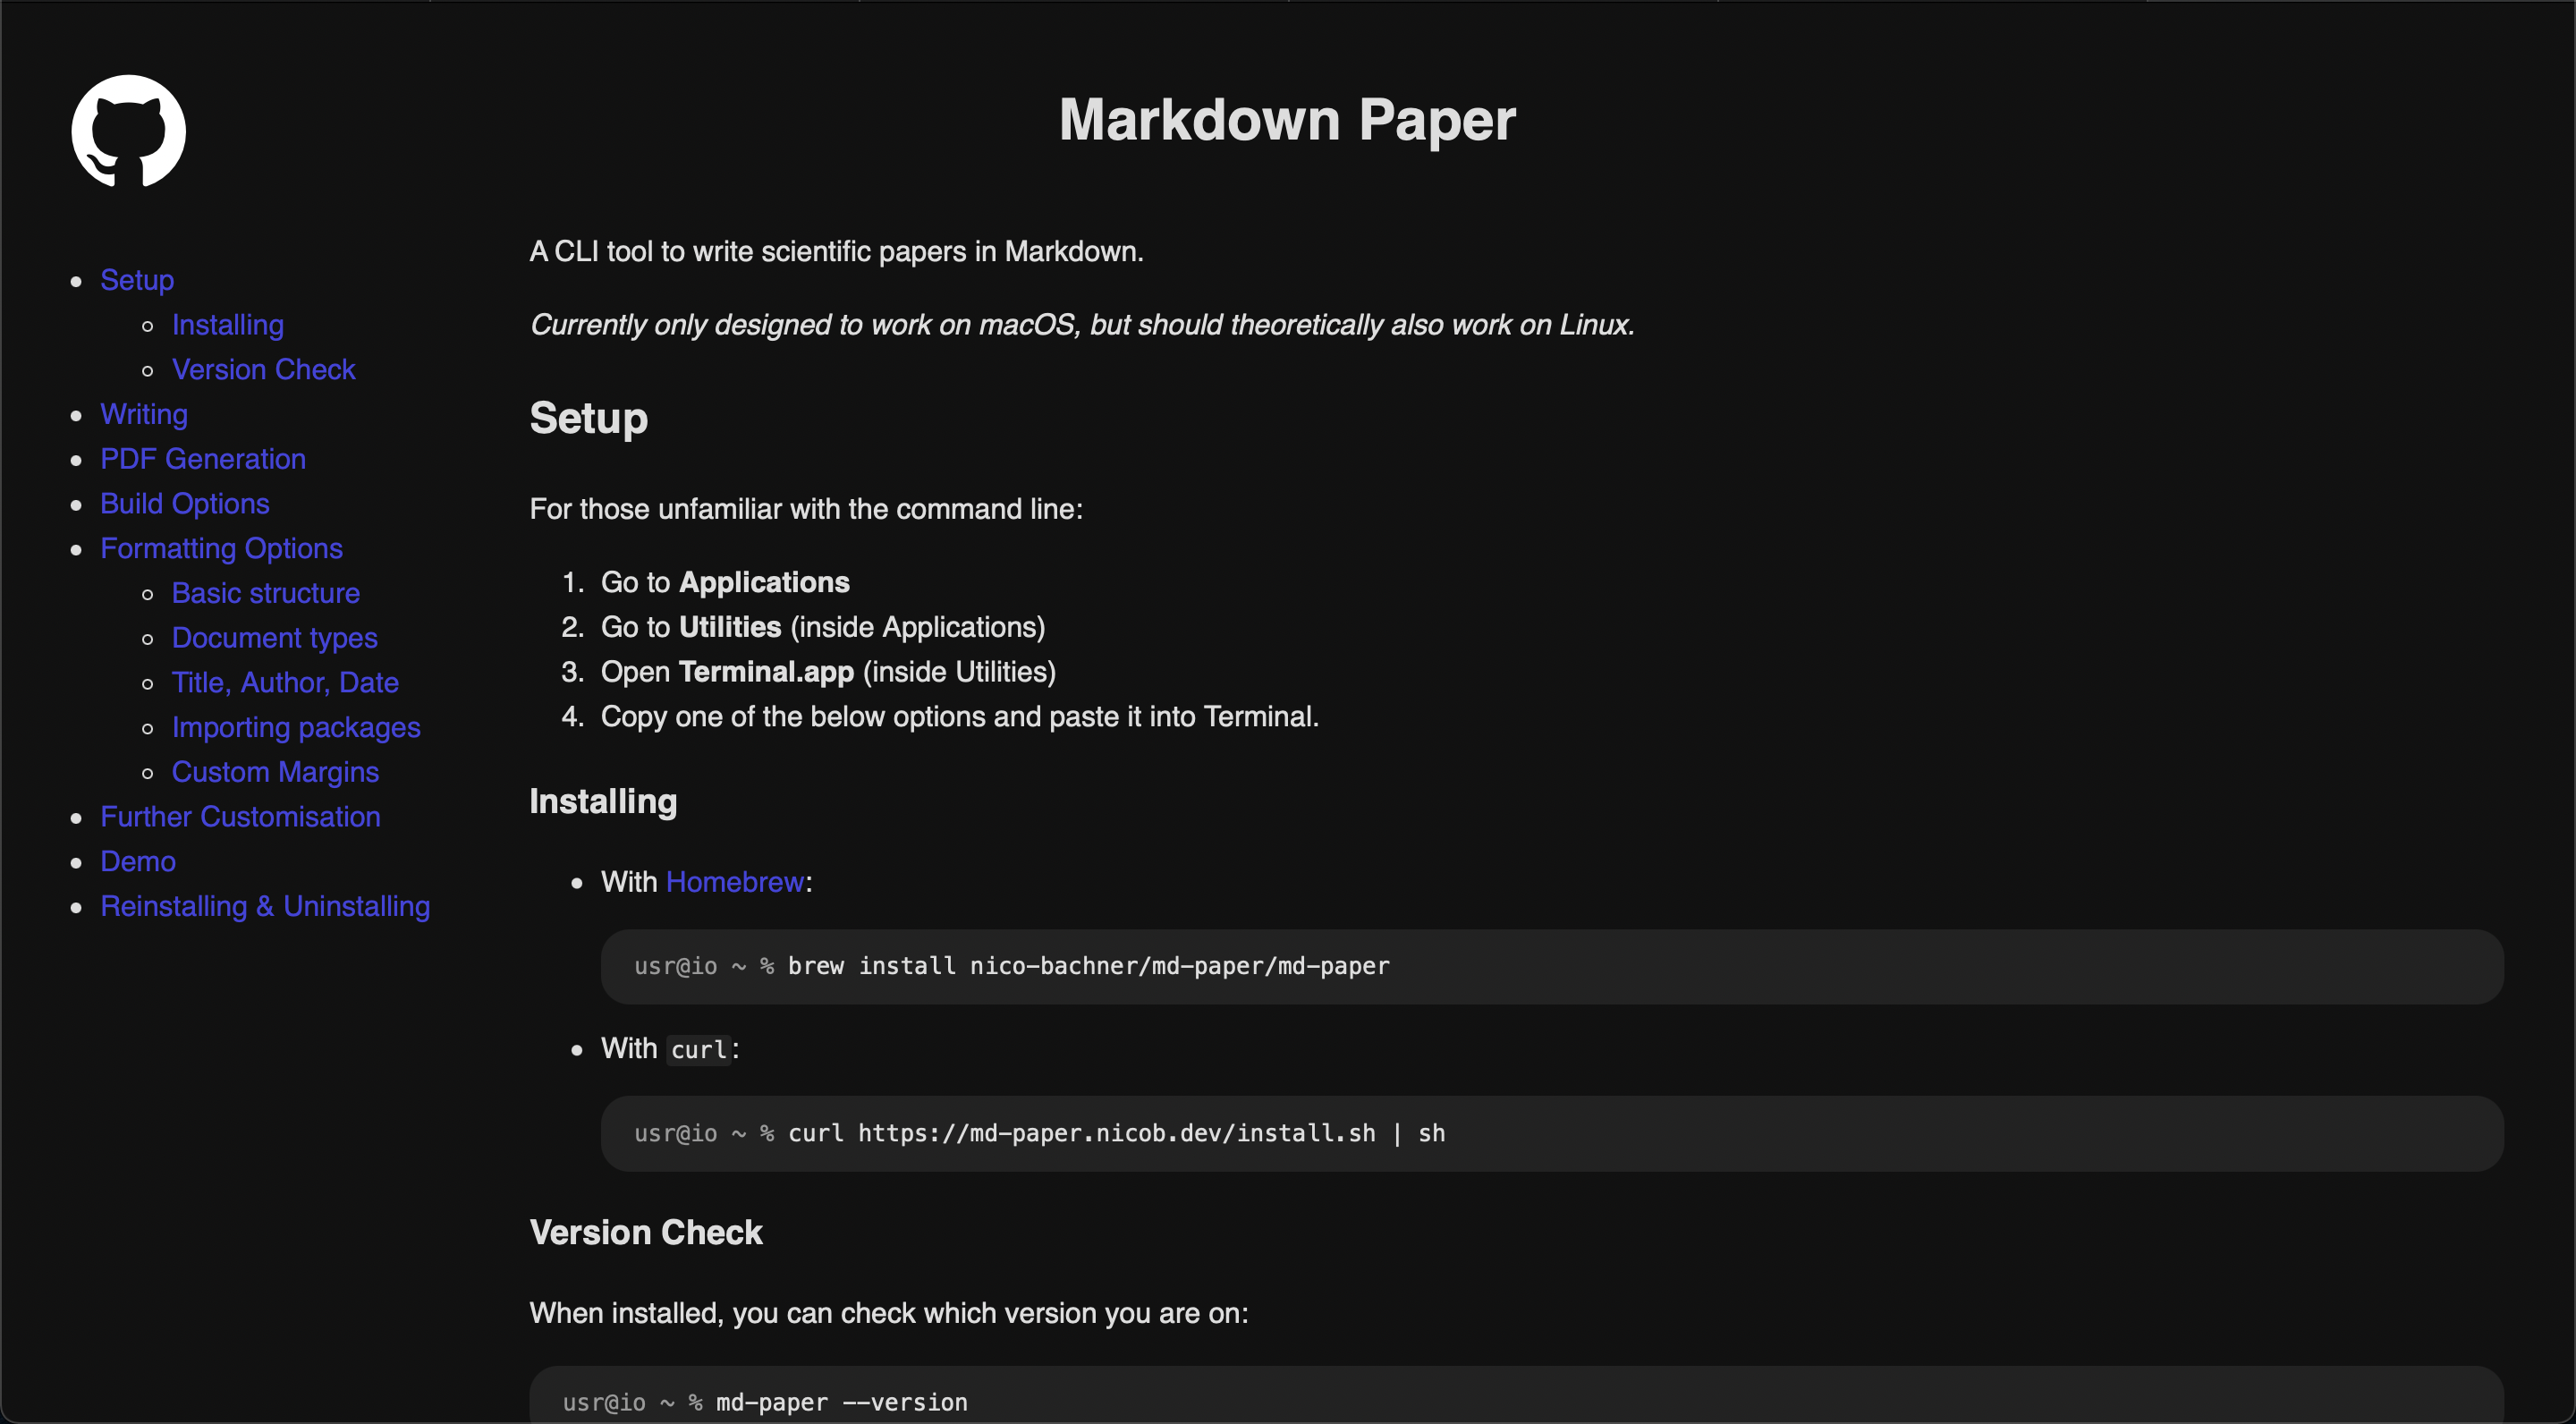 Markdown Paper
Setup
Installing
Version Check
Writing
PDF Generation
Build Options
Formatting Options
Basic structure
Document types
Title, Author, Date
Importing packages
Custom Margins
Further Customisation
Demo
Reinstalling & Uninstalling
A CLI tool to write scientific papers in Markdown.
Currently only designed to work on macOS, but should theoretically also work on Linux.
Setup
For those unfamiliar with the command line:
1. Go to Applications
2. Go to Utilities (inside Applications)
3. Open Terminal.app (inside Utilities)
4. Copy one of the below options and paste it into Terminal.
Installing
With Homebrew:
usr@io ~ % brew install nico-bachner/md-paper/md-paper
With curl:
usr@io ~ % curl https://md-paper.nicob.dev/install.sh | sh
Version Check
When installed, you can check which version you are on:
usr@io ~ % md-paper --version